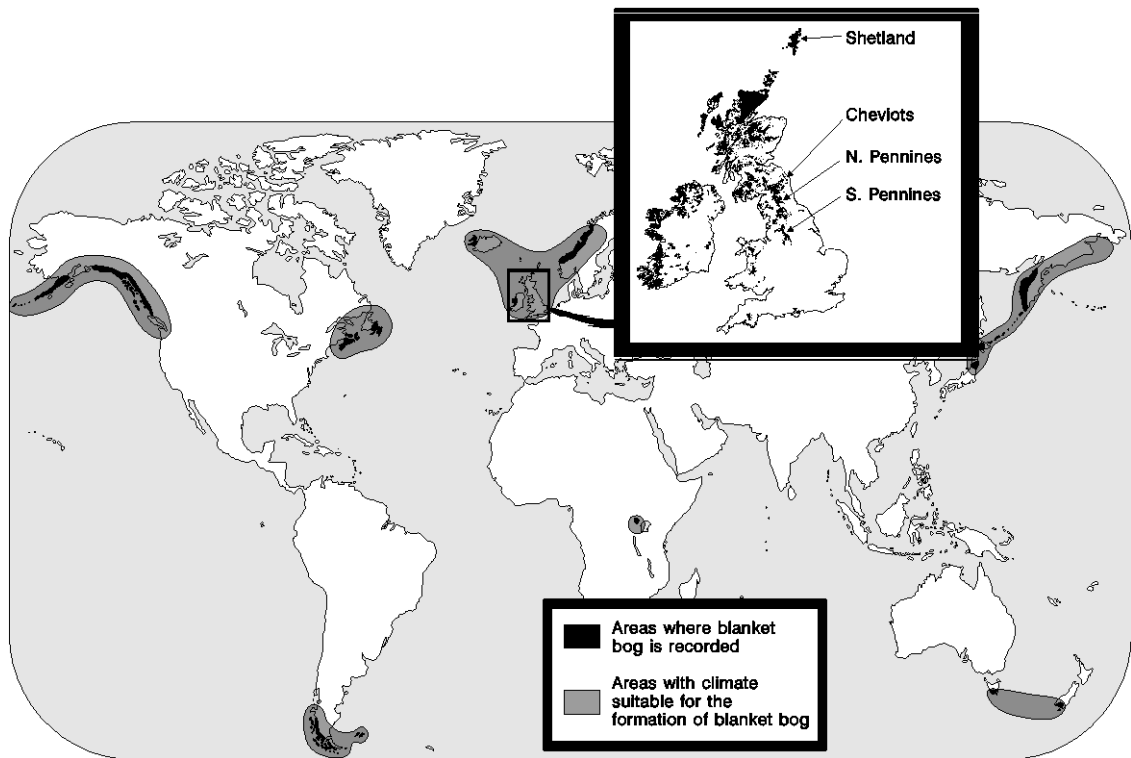 Shetland
Cheviots
N. Pennines
S. Pennines
Areas where blanket
bog is recorded
Areas with climate
suitable for the
formation of blanket bog